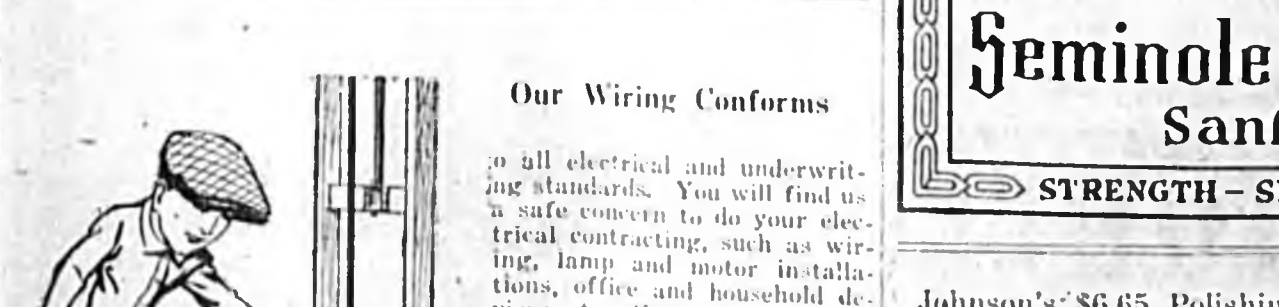 Our Wiring Conforms
to all electrical and underwrit-
ing standards. You will find us
a safe concern to do your elec-
trical contracting, such as wir-
ing, lamp and motor installa-
tions, office and household de-
Seminole
Sanf
STRENGTH – S
Johnson's $6.65 Polishi